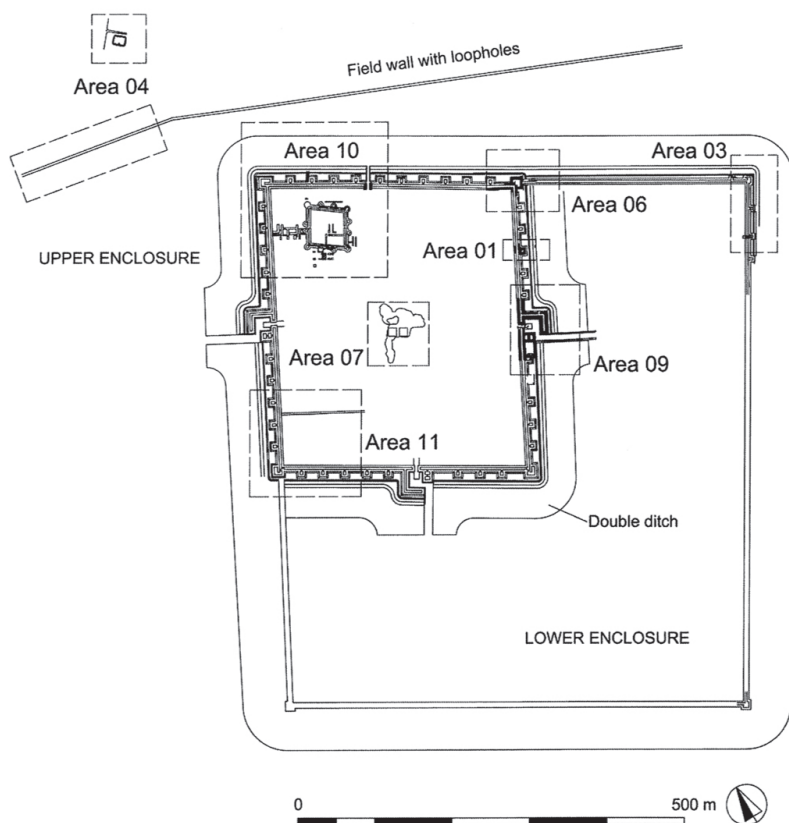 Area 04
Field wall with loopholes
Area 10
Area 03
Area 06
Area 01
UPPER ENCLOSURE
Area 07
Area 09
Area 11
Double ditch
LOWER ENCLOSURE
0
500 m